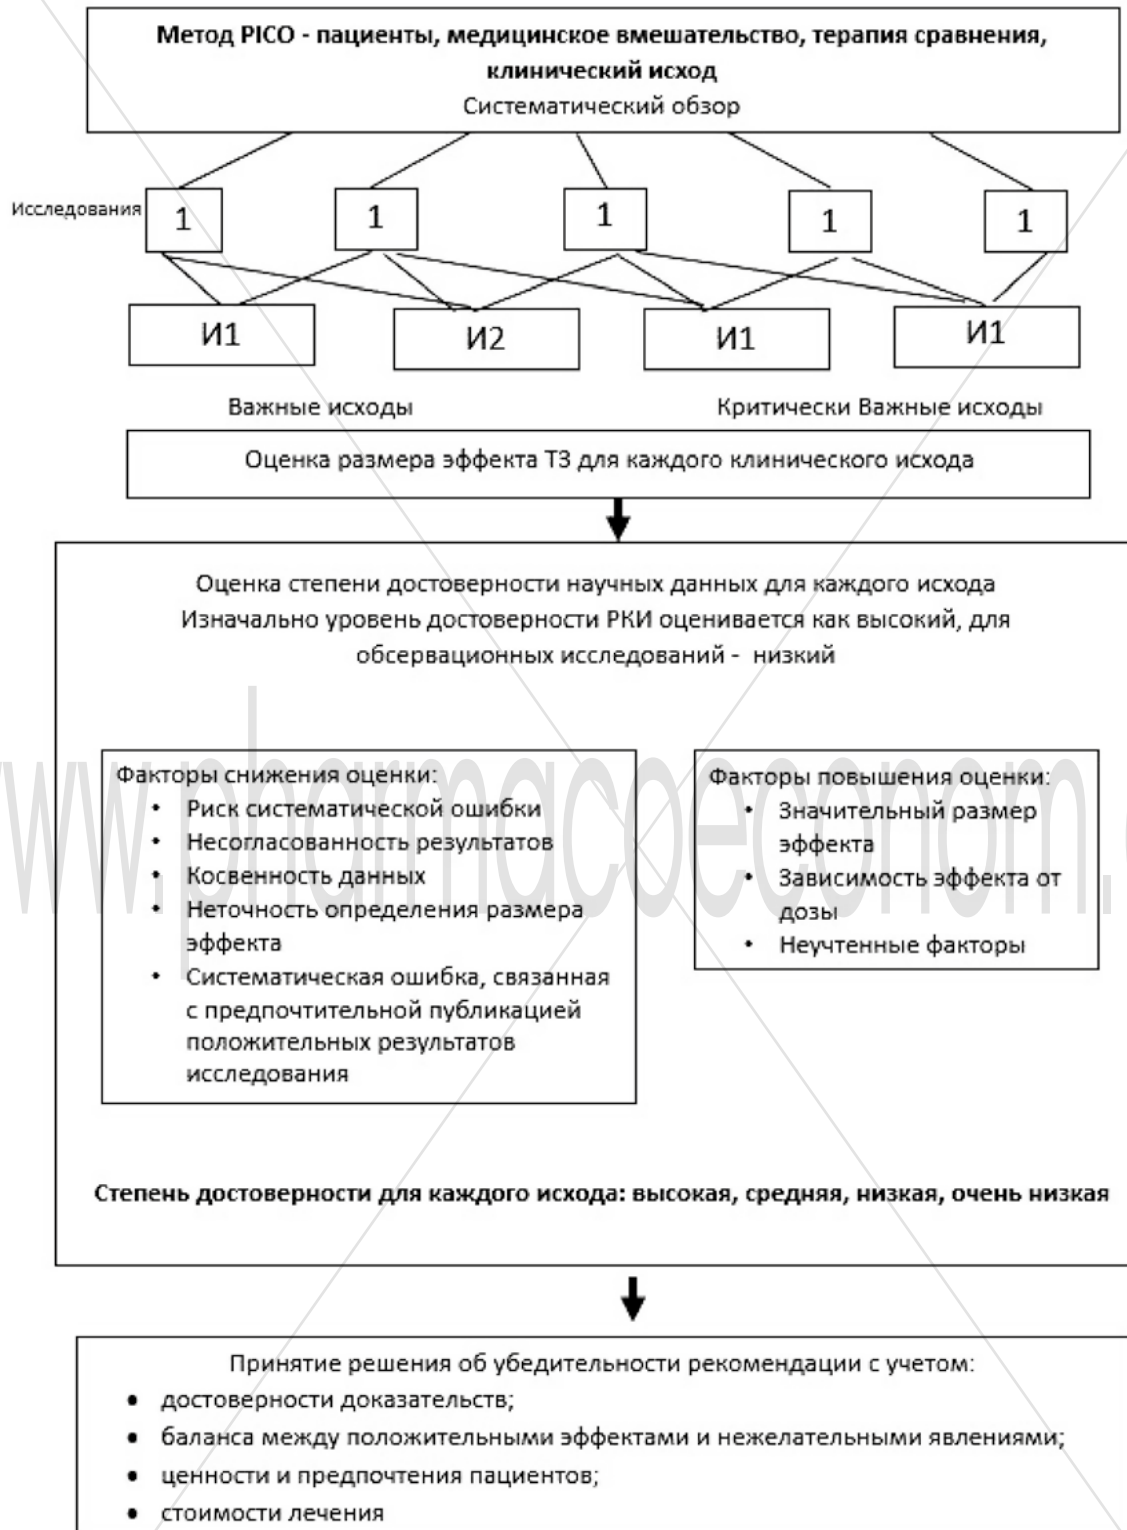 Метод PICO - пациенты, медицинское вмешательство, терапия сравнения,
клинический исход
Систематический обзор
Исследования
1
1
1
1
1
И1
И2
И1
И1
Важные исходы
Критически Важные исходы
Оценка размера эффекта ТЗ для каждого клинического исхода
Оценка степени достоверности научных данных для каждого исхода
Изначально уровень достоверности РКИ оценивается как высокий, для
обсервационных исследований - низкий
Факторы снижения оценки:
• Риск систематической ошибки
• Несогласованность результатов
• Косвенность данных
• Неточность определения размера
эффекта
• Систематическая ошибка, связанная
с предпочтительной публикацией
положительных результатов
исследования
Факторы повышения оценки:
• Значительный размер
эффекта
• Зависимость эффекта от
дозы
• Неучтенные факторы
www.pharmacoeconom.
Степень достоверности для каждого исхода: высокая, средняя, низкая, очень низкая
Принятие решения об убедительности рекомендации с учетом:
• достоверности доказательств;
• баланса между положительными эффектами и нежелательными явлениями;
• ценности и предпочтения пациентов;
• стоимости лечения